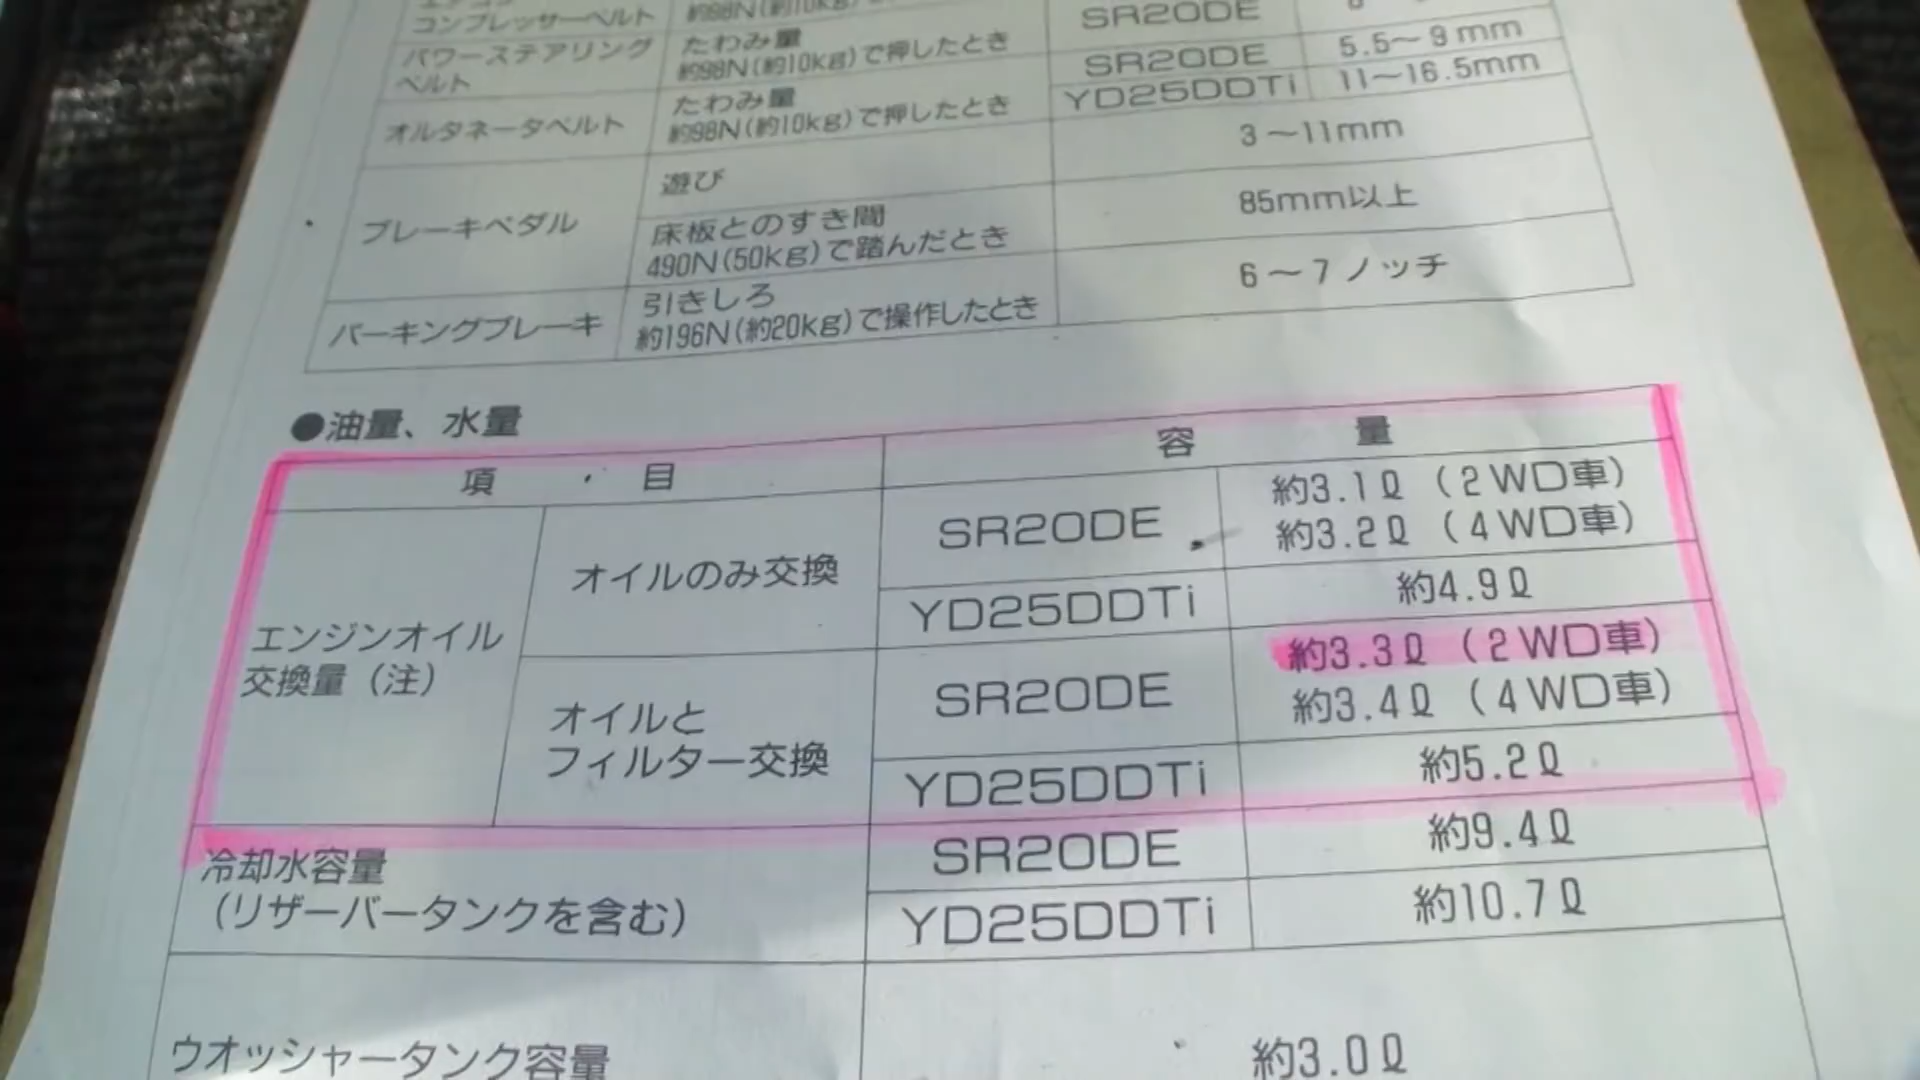 コンプレッサーベルト
約98N(約10kg)
SR20DE
パワーステアリング
ベルト
たわみ量
約98N(約10kg)で押したとき
SR20DE
5.5～9mm
オルタネータベルト
たわみ量
約98N(約10kg)で押したとき
YD25DDTi
11～16.5mm
ブレーキペダル
遊び
3～11mm
床板とのすき間
490N(50kg)で踏んだとき
85mm以上
パーキングブレーキ
引きしろ
約196N(約20kg)で操作したとき
6～7ノッチ
●油量、水量
項 目
容 量
エンジンオイル
交換量(注)
オイルのみ交換
SR20DE
約3.1ℓ(2WD車)
約3.2ℓ(4WD車)
YD25DDTi
約4.9ℓ
オイルと
フィルター交換
SR20DE
約3.3ℓ(2WD車)
約3.4ℓ(4WD車)
YD25DDTi
約5.2ℓ
冷却水容量
(リザーバータンクを含む)
SR20DE
約9.4ℓ
YD25DDTi
約10.7ℓ
ウオッシャータンク容量
約3.0ℓ